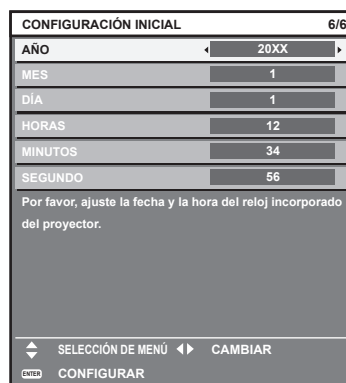 CONFIGURACIÓN INICIAL 6/6
AÑO 20XX
MES 1
DÍA 1
HORAS 12
MINUTOS 34
SEGUNDO 56
Por favor, ajuste la fecha y la hora del reloj incorporado
del proyector.
SELECCIÓN DE MENÚ CAMBIAR
ENTER CONFIGURAR